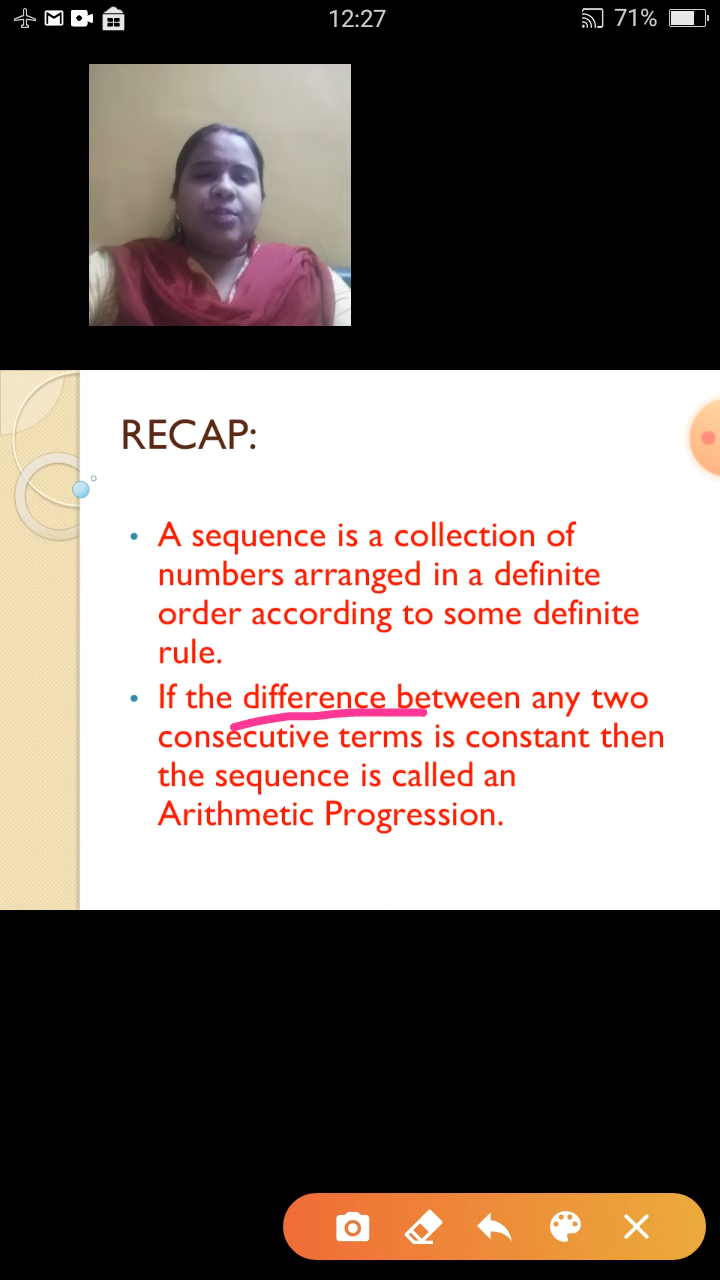 12:27
71%
RECAP:
• A sequence is a collection of
numbers arranged in a definite
order according to some definite
rule.
• If the difference between any two
consecutive terms is constant then
the sequence is called an
Arithmetic Progression.